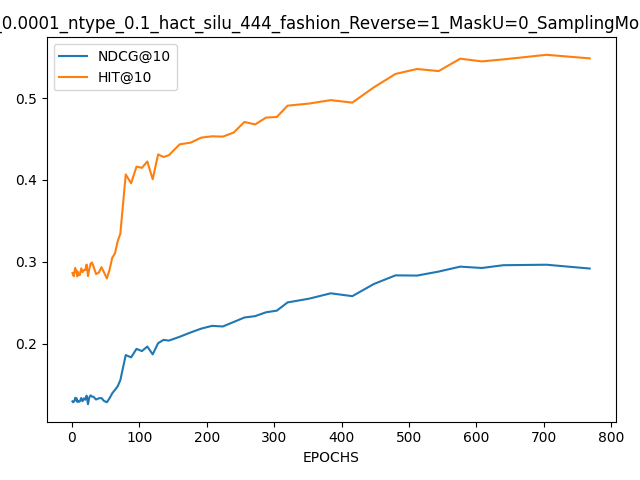 _0.0001_ntype_0.1_hact_silu_444_fashion_Reverse=1_MaskU=0_SamplingMo
NDCG@10
HIT@10
0.5
0.4
0.3
0.2
0 100 200 300 400 500 600 700 800
EPOCHS